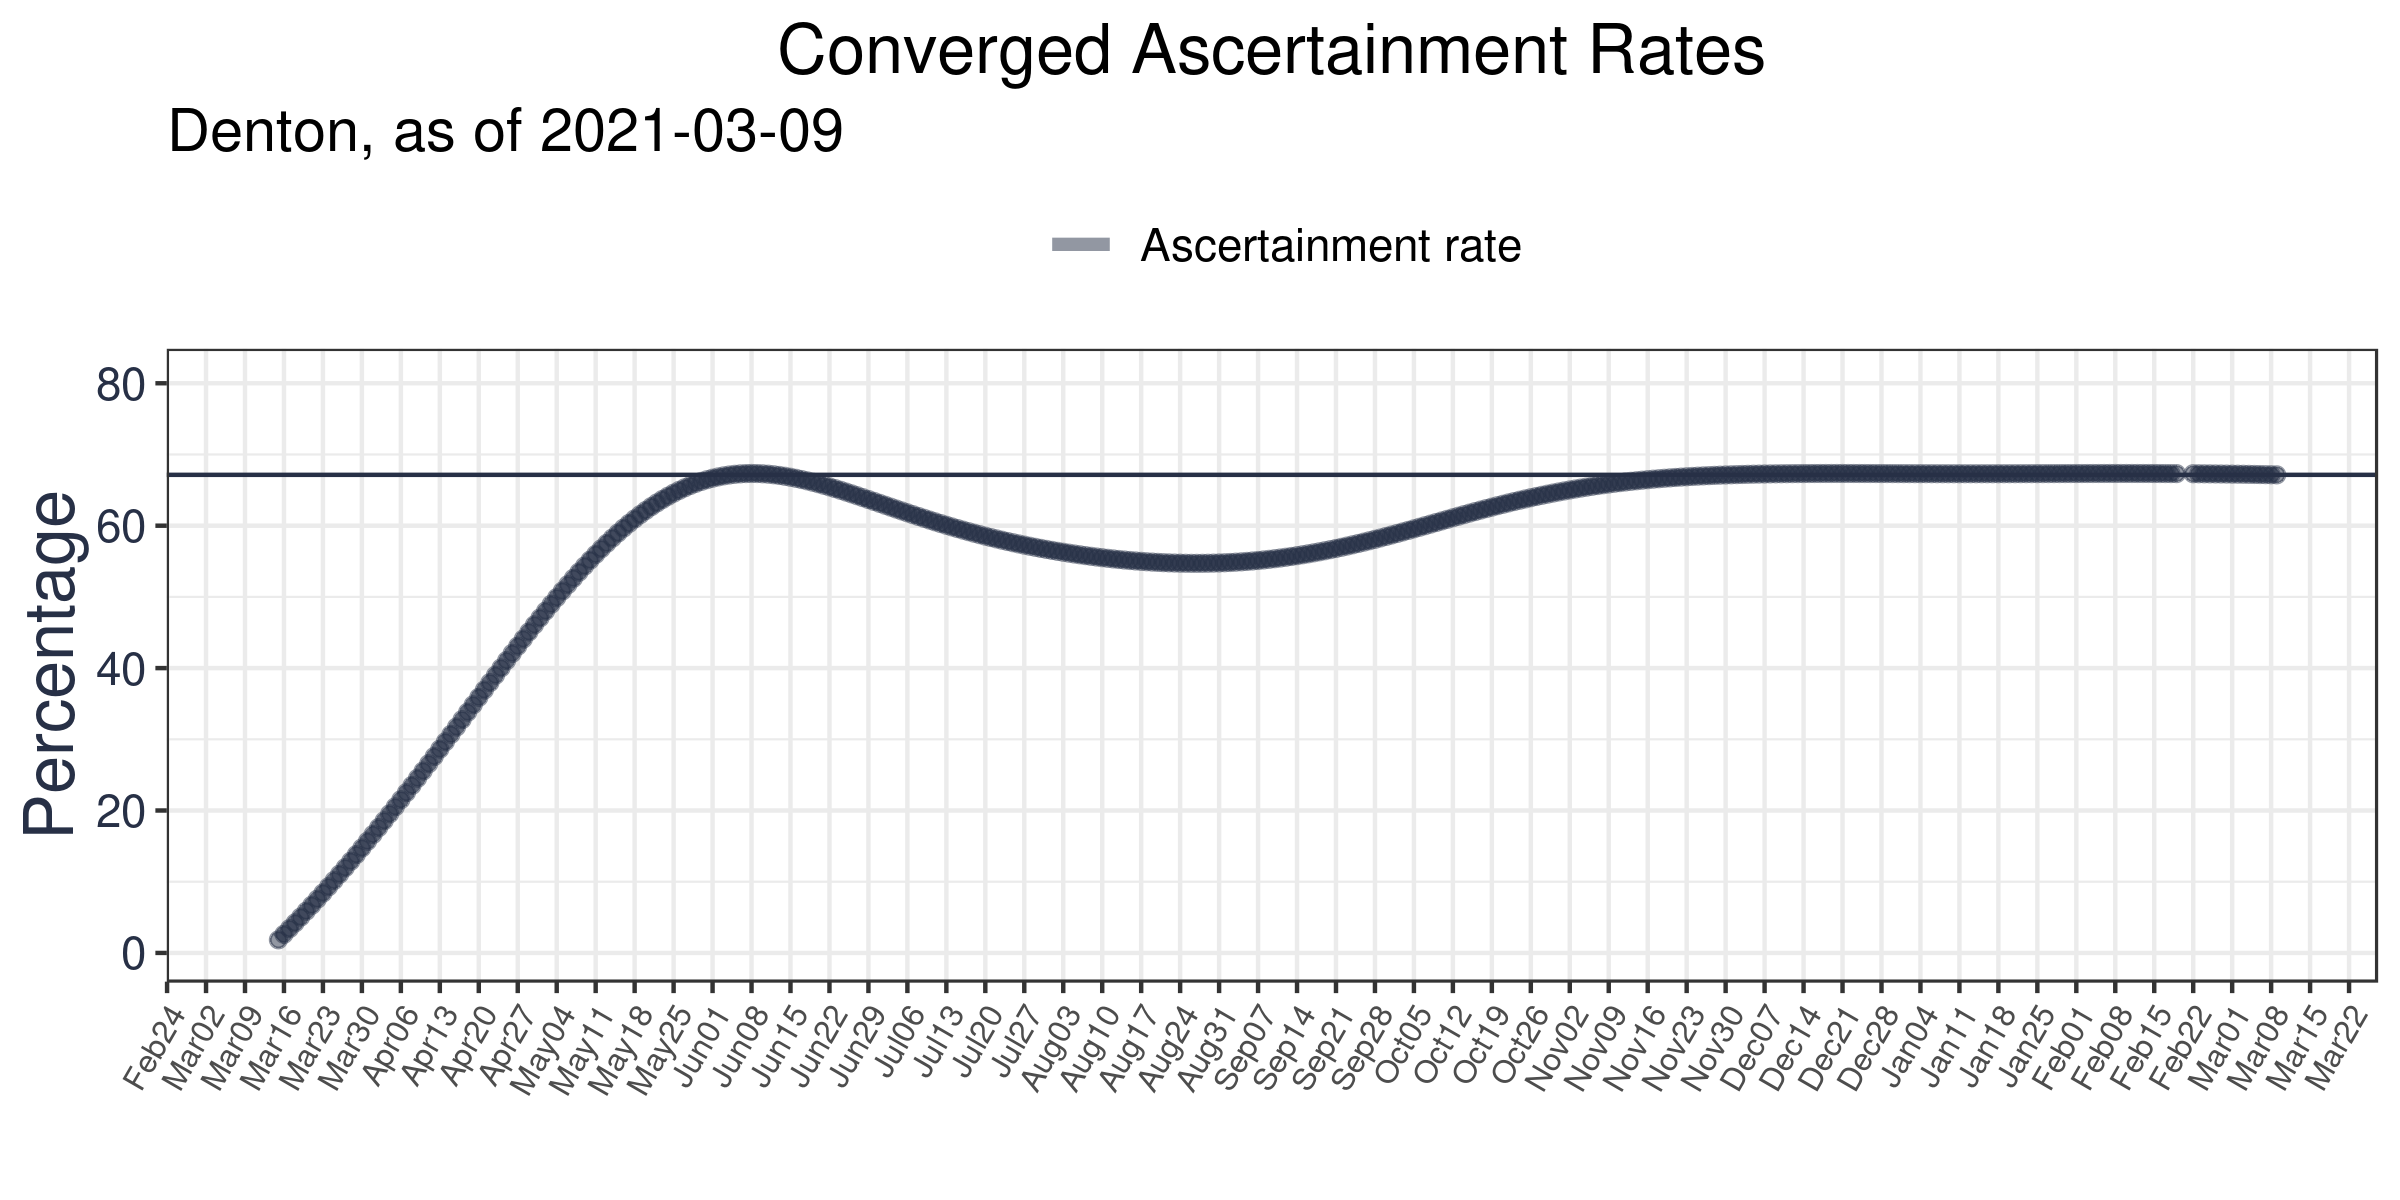 Converged Ascertainment Rates
Denton, as of 2021-03-09
Ascertainment rate
Percentage
80
60
40
20
0
Feb24
Mar02
Mar09
Mar16
Mar23
Mar30
Apr06
Apr13
Apr20
Apr27
May04
May11
May18
May25
Jun01
Jun08
Jun15
Jun22
Jun29
Jul06
Jul13
Jul20
Jul27
Aug03
Aug10
Aug17
Aug24
Aug31
Sep07
Sep14
Sep21
Sep28
Oct05
Oct12
Oct19
Oct26
Nov02
Nov09
Nov16
Nov23
Nov30
Dec07
Dec14
Dec21
Dec28
Jan04
Jan11
Jan18
Jan25
Feb01
Feb08
Feb15
Feb22
Mar01
Mar08
Mar15
Mar22